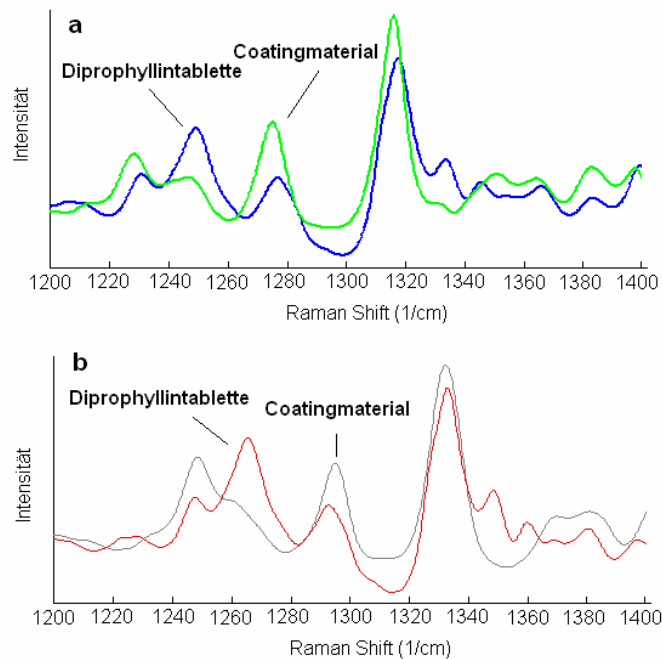 a
Coatingmaterial
Diprophyllintablette
Intensität
1200 1220 1240 1260 1280 1300 1320 1340 1360 1380 1400
Raman Shift (1/cm)
b
Diprophyllintablette
Coatingmaterial
Intensität
1200 1220 1240 1260 1280 1300 1320 1340 1360 1380 1400
Raman Shift (1/cm)